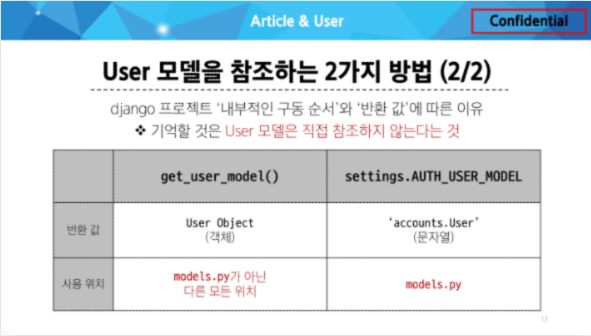 Article & User
Confidential
User 모델을 참조하는 2가지 방법 (2/2)
django 프로젝트 ‘내부적인 구동 순서’와 ‘반환 값’에 따른 이유
❖ 기억할 것은 User 모델은 직접 참조하지 않는다는 것
get_user_model()
settings.AUTH_USER_MODEL
반환 값
User Object
(객체)
‘accounts.User’
(문자열)
사용 위치
models.py가 아닌
다른 모든 위치
models.py
13